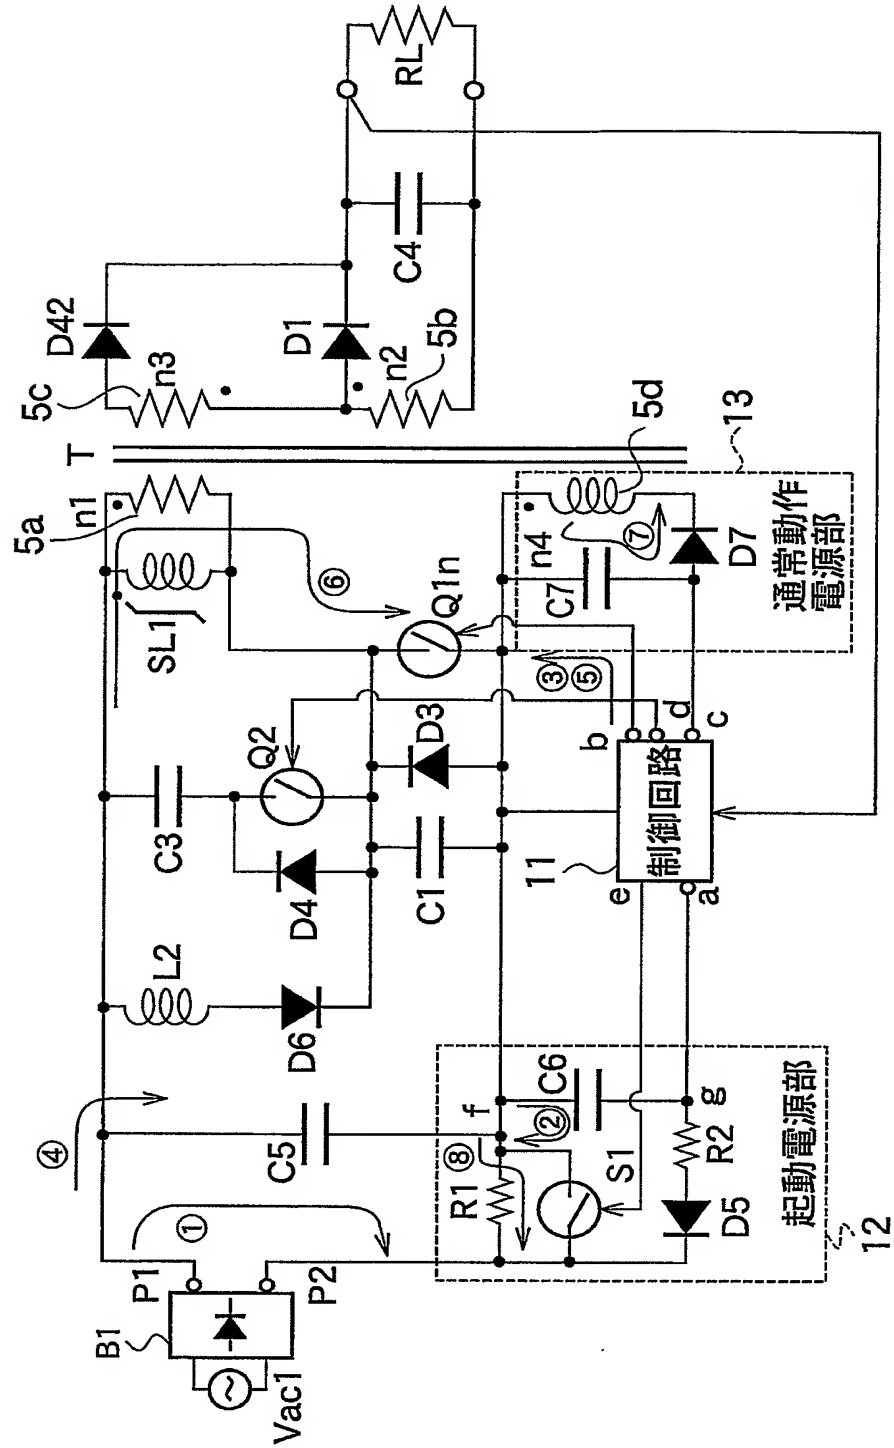 Vac1
B1
P1
P2
①
④
C5
L2
D6
C3
D4
Q2
C1
D3
SL1
5a
n1
⑥
Q1n
T
5c
n3
D42
D1
n2
5b
C4
RL
12
起動電源部
R1
⑧
f
②
C6
S1
D5
R2
g
11
制御回路
a
b
c
d
e
③
⑤
13
通常動作
電源部
n4
C7
⑦
5d
D7